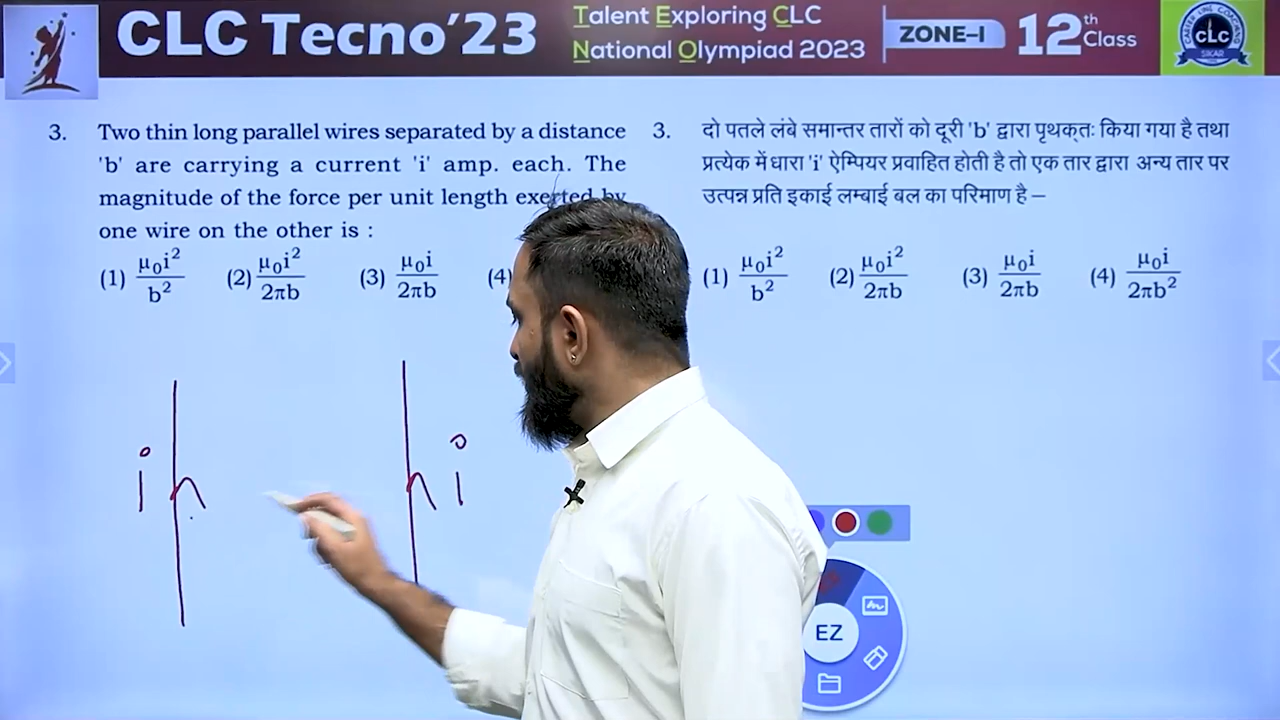 CLC Tecno'23
Talent Exploring CLC
National Olympiad 2023
ZONE-I
12th Class
CLC
SIKAR
3. Two thin long parallel wires separated by a distance
'b' are carrying a current 'i' amp. each. The
magnitude of the force per unit length exerted by
one wire on the other is :
(1) μ₀i²/b² (2) μ₀i²/2πb (3) μ₀i/2πb (4)
3. दो पतले लंबे समान्तर तारों को दूरी 'b' द्वारा पृथक्तः किया गया है तथा
प्रत्येक में धारा 'i' ऐम्पियर प्रवाहित होती है तो एक तार द्वारा अन्य तार पर
उत्पन्न प्रति इकाई लम्बाई बल का परिमाण है –
(1) μ₀i²/b² (2) μ₀i²/2πb (3) μ₀i/2πb (4) μ₀i/2πb²
i i
EZ